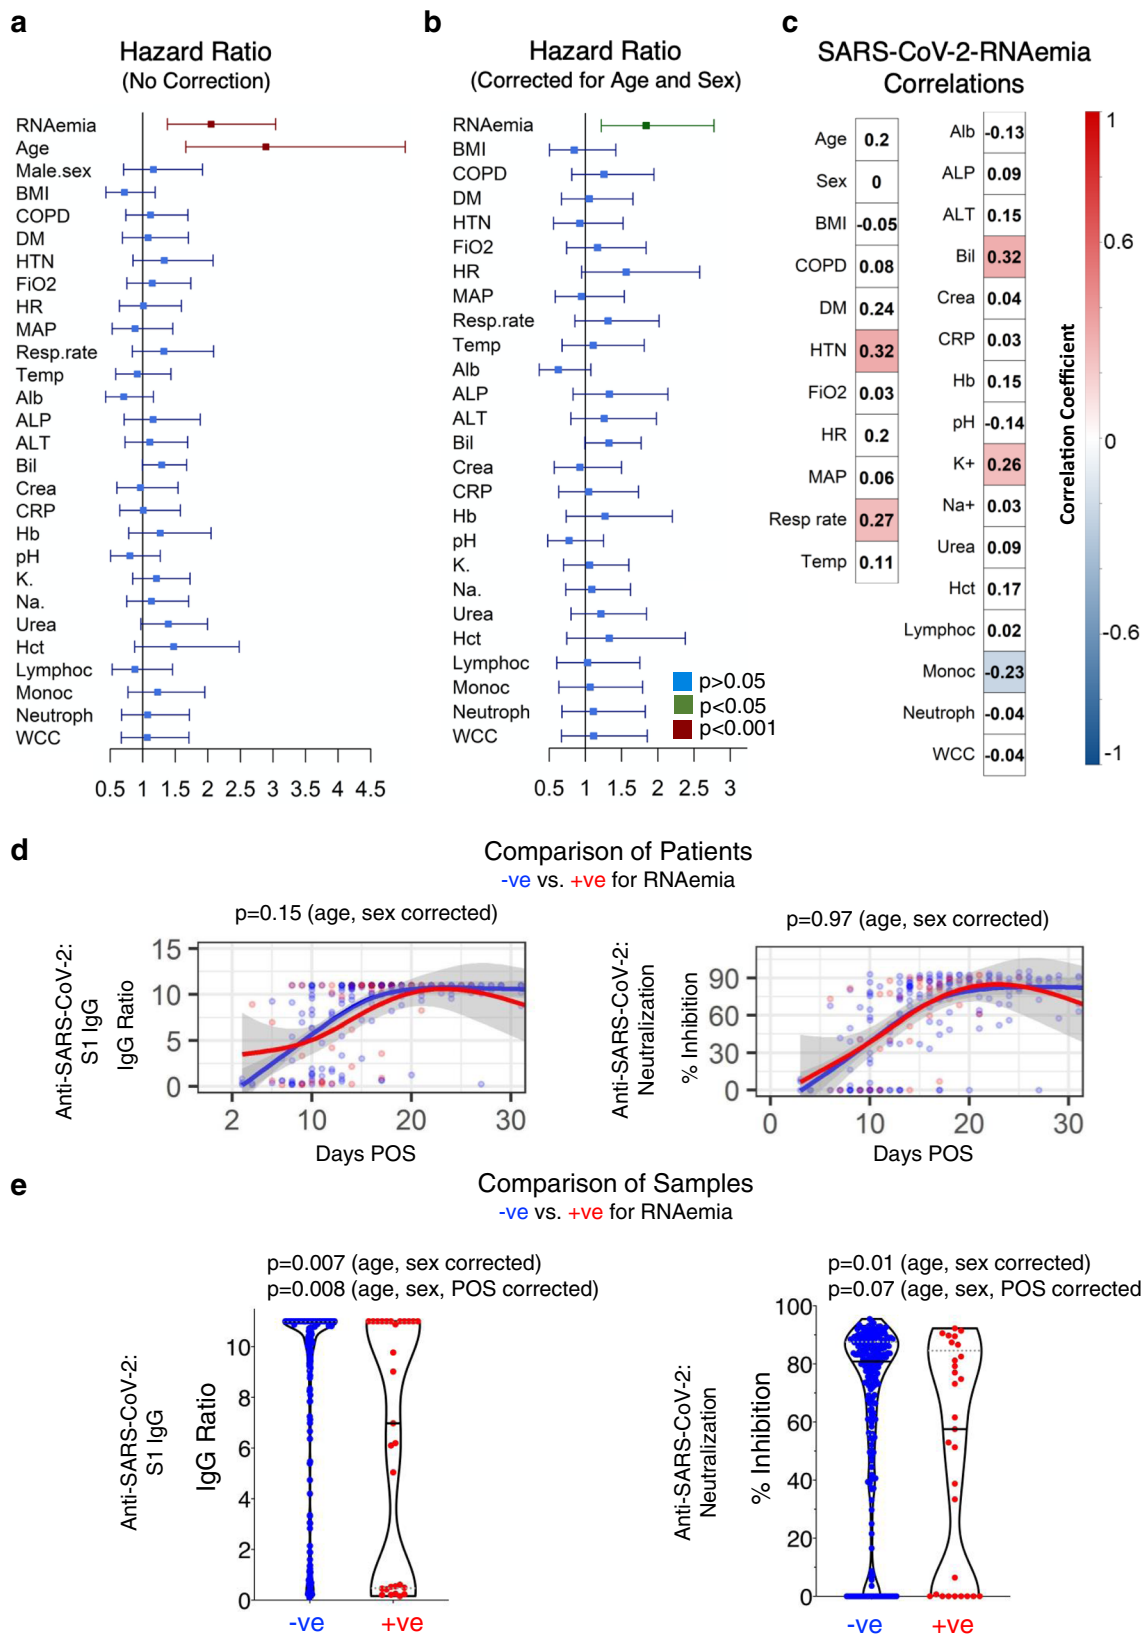 a
Hazard Ratio
(No Correction)
RNAemia
Age
Male.sex
BMI
COPD
DM
HTN
FiO2
HR
MAP
Resp.rate
Temp
Alb
ALP
ALT
Bil
Crea
CRP
Hb
pH
K.
Na.
Urea
Hct
Lymphoc
Monoc
Neutroph
WCC
0.5 1 1.5 2 2.5 3 3.5 4 4.5
b
Hazard Ratio
(Corrected for Age and Sex)
RNAemia
BMI
COPD
DM
HTN
FiO2
HR
MAP
Resp.rate
Temp
Alb
ALP
ALT
Bil
Crea
CRP
Hb
pH
K.
Na.
Urea
Hct
Lymphoc
Monoc
Neutroph
WCC
p>0.05
p<0.05
p<0.001
0.5 1 1.5 2 2.5 3
c
SARS-CoV-2-RNAemia
Correlations
Age 0.2
Sex 0
BMI -0.05
COPD 0.08
DM 0.24
HTN 0.32
FiO2 0.03
HR 0.2
MAP 0.06
Resp rate 0.27
Temp 0.11
Alb -0.13
ALP 0.09
ALT 0.15
Bil 0.32
Crea 0.04
CRP 0.03
Hb 0.15
pH -0.14
K+ 0.26
Na+ 0.03
Urea 0.09
Hct 0.17
Lymphoc 0.02
Monoc -0.23
Neutroph -0.04
WCC -0.04
Correlation Coefficient
1
0.6
0
-0.6
-1
d
Comparison of Patients
-ve vs. +ve for RNAemia
p=0.15 (age, sex corrected)
Anti-SARS-CoV-2:
S1 IgG
IgG Ratio
15
10
5
0
2 10 20 30
Days POS
p=0.97 (age, sex corrected)
Anti-SARS-CoV-2:
Neutralization
% Inhibition
90
60
30
0
0 10 20 30
Days POS
e
Comparison of Samples
-ve vs. +ve for RNAemia
p=0.007 (age, sex corrected)
p=0.008 (age, sex, POS corrected)
Anti-SARS-CoV-2:
S1 IgG
IgG Ratio
10
8
6
4
2
0
-ve +ve
p=0.01 (age, sex corrected)
p=0.07 (age, sex, POS corrected
Anti-SARS-CoV-2:
Neutralization
% Inhibition
100
80
60
40
20
0
-ve +ve